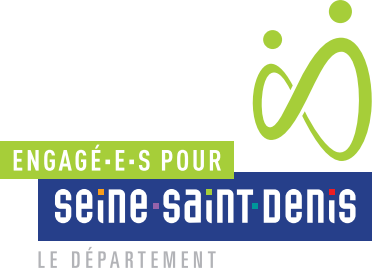 ENGAGÉ·E·S POUR
seine·saint·denis
LE DÉPARTEMENT